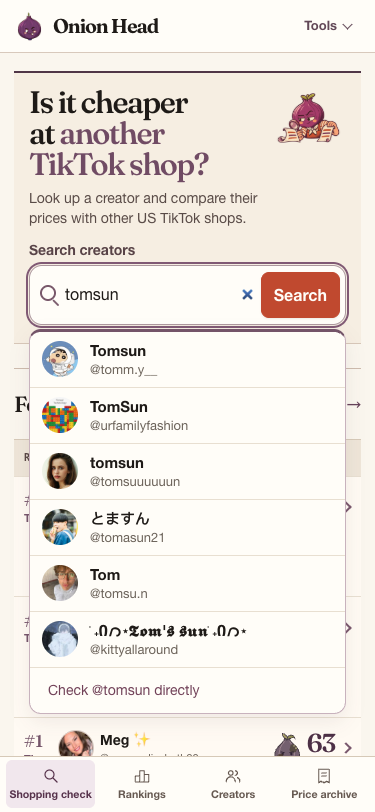 Onion Head
Tools
Is it cheaper
at another
TikTok shop?
Look up a creator and compare their
prices with other US TikTok shops.
Search creators
tomsun
Search
Tomsun
@tomm.y__
TomSun
@urfamilyfashion
tomsun
@tomsuuuuuun
とますん
@tomasun21
Tom
@tomsu.n
𝕿𝖔𝖒'𝖘 𝖘𝖚𝖓
@kittyallaround
Check @tomsun directly
#1
Meg ✨
63
Shopping check
Rankings
Creators
Price archive